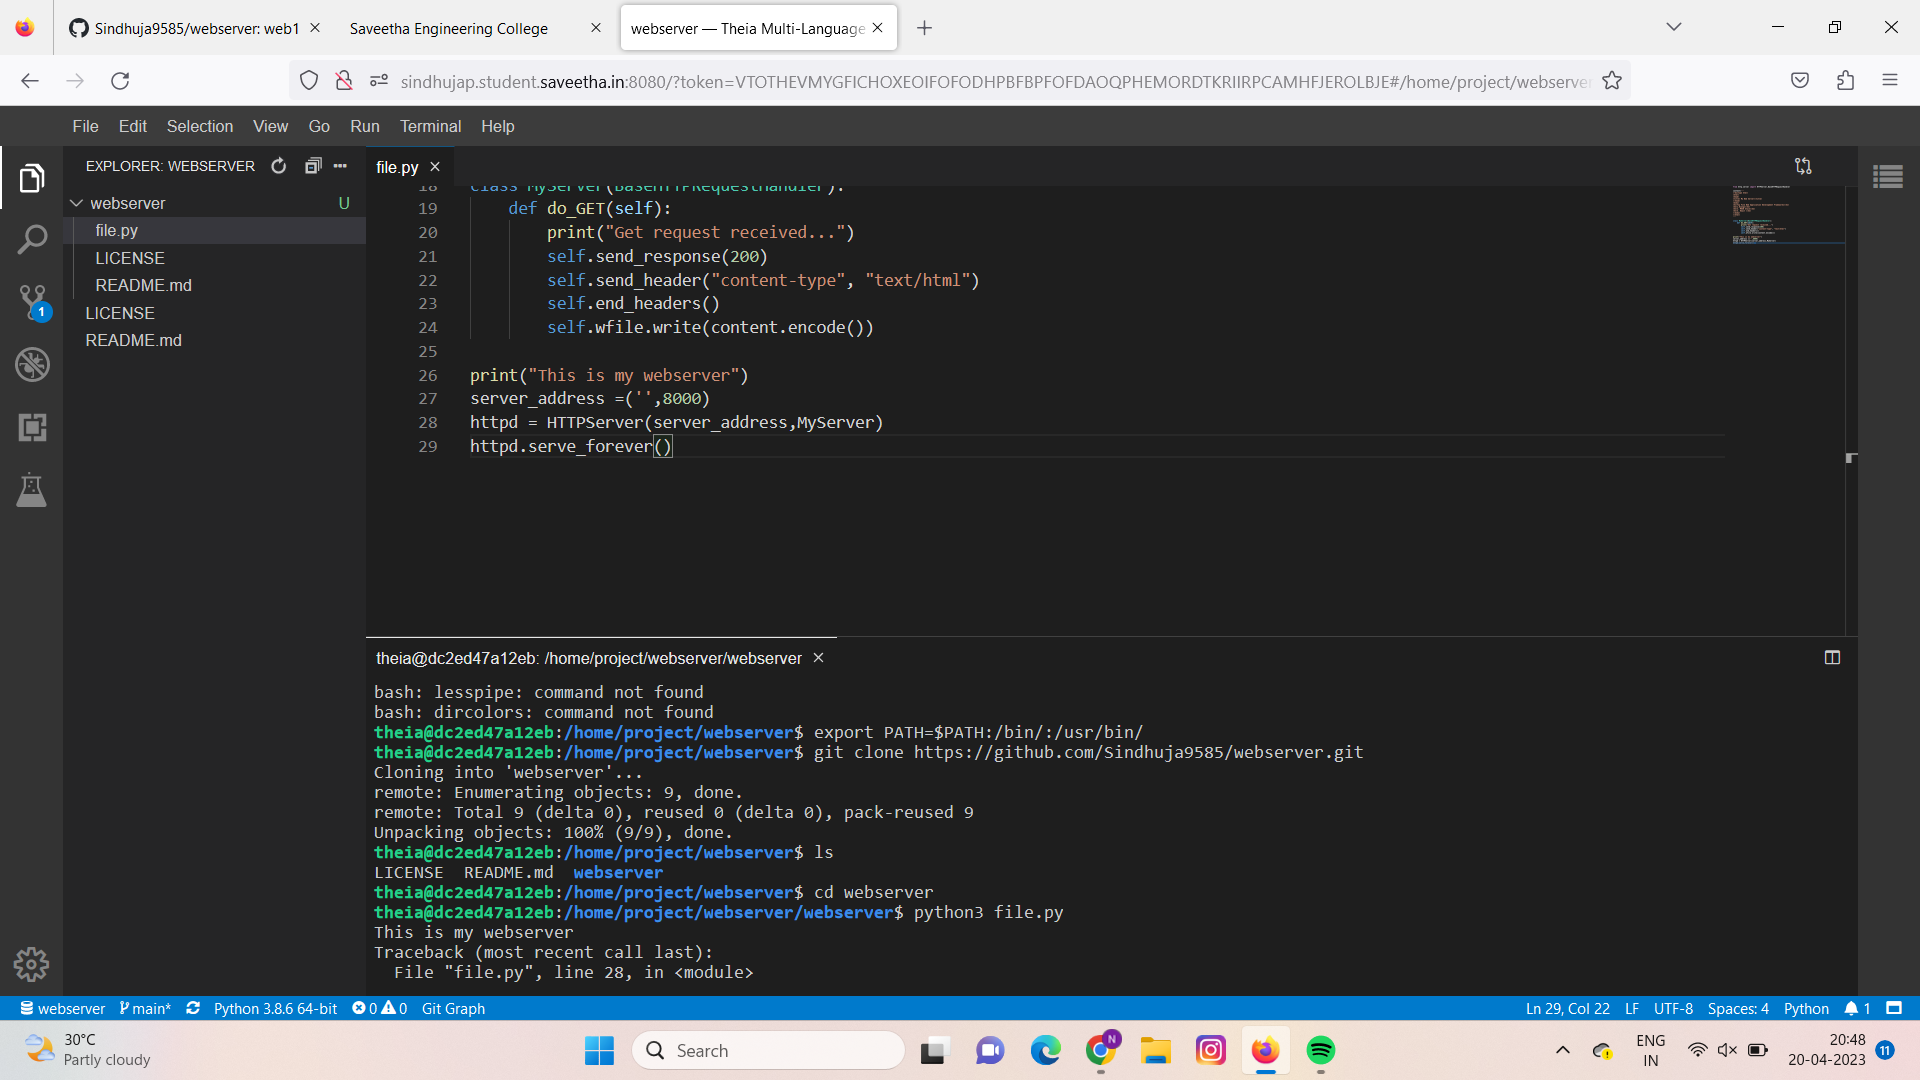 Sindhuja9585/webserver: web1
Saveetha Engineering College
webserver — Theia Multi-Language
sindhujap.student.saveetha.in:8080/?token=VTOTHEVMYGFICHOXEOIFOFODHPBFBPFOFDAOQPHEMORDTKRIIRPCAMHFJEROLBJE#/home/project/webserve
File Edit Selection View Go Run Terminal Help
EXPLORER: WEBSERVER
webserver U
file.py
LICENSE
README.md
LICENSE
README.md
1
file.py
18 class MyServer(BaseHTTPRequestHandler):
19 def do_GET(self):
20 print("Get request received...")
21 self.send_response(200)
22 self.send_header("content-type", "text/html")
23 self.end_headers()
24 self.wfile.write(content.encode())
25
26 print("This is my webserver")
27 server_address =('',8000)
28 httpd = HTTPServer(server_address,MyServer)
29 httpd.serve_forever()
theia@dc2ed47a12eb: /home/project/webserver/webserver
bash: lesspipe: command not found
bash: dircolors: command not found
theia@dc2ed47a12eb:/home/project/webserver$ export PATH=$PATH:/bin/:/usr/bin/
theia@dc2ed47a12eb:/home/project/webserver$ git clone https://github.com/Sindhuja9585/webserver.git
Cloning into 'webserver'...
remote: Enumerating objects: 9, done.
remote: Total 9 (delta 0), reused 0 (delta 0), pack-reused 9
Unpacking objects: 100% (9/9), done.
theia@dc2ed47a12eb:/home/project/webserver$ ls
LICENSE README.md webserver
theia@dc2ed47a12eb:/home/project/webserver$ cd webserver
theia@dc2ed47a12eb:/home/project/webserver/webserver$ python3 file.py
This is my webserver
Traceback (most recent call last):
File "file.py", line 28, in <module>
webserver main* Python 3.8.6 64-bit 0 0 Git Graph Ln 29, Col 22 LF UTF-8 Spaces: 4 Python 1
30°C
Partly cloudy
Search
N
ENG
IN
20:48
20-04-2023
11